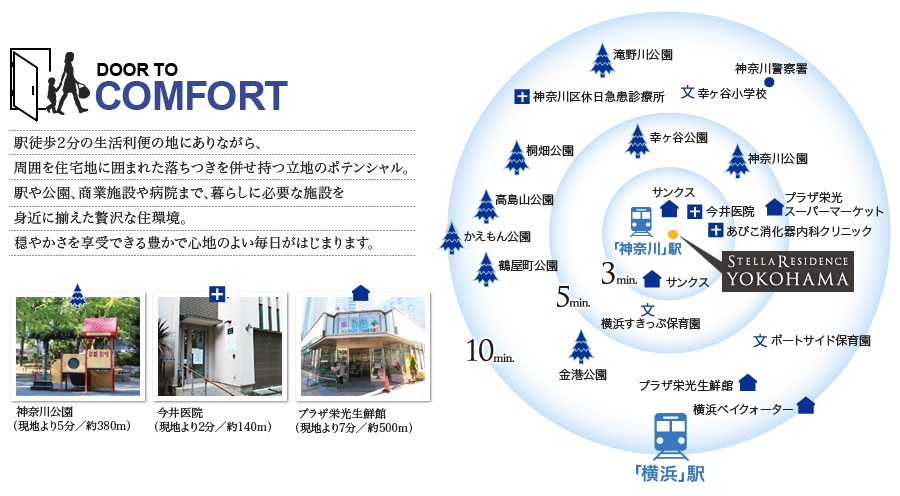 DOOR TO
COMFORT
駅徒歩2分の生活利便の地にありながら、
周囲を住宅地に囲まれた落ちつきを併せ持つ立地のポテンシャル。
駅や公園、商業施設や病院まで、暮らしに必要な施設を
身近に揃えた贅沢な住環境。
穏やかさを享受できる豊かで心地のよい毎日がはじまります。
神奈川公園
(現地より5分／約380m)
今井医院
(現地より2分／約140m)
プラザ栄光生鮮館
(現地より7分／約500m)
滝野川公園
神奈川警察署
神奈川区休日急患診療所
文 幸ヶ谷小学校
幸ヶ谷公園
桐畑公園
神奈川公園
サンクス
プラザ栄光
スーパーマーケット
高島山公園
今井医院
あびこ消化器内科クリニック
かえもん公園
「神奈川」駅
STELLA RESIDENCE
YOKOHAMA
鶴屋町公園
3min.
サンクス
5min.
文
横浜すきっぷ保育園
10min.
金港公園
文 ポートサイド保育園
プラザ栄光生鮮館
横浜ベイクォーター
「横浜」駅